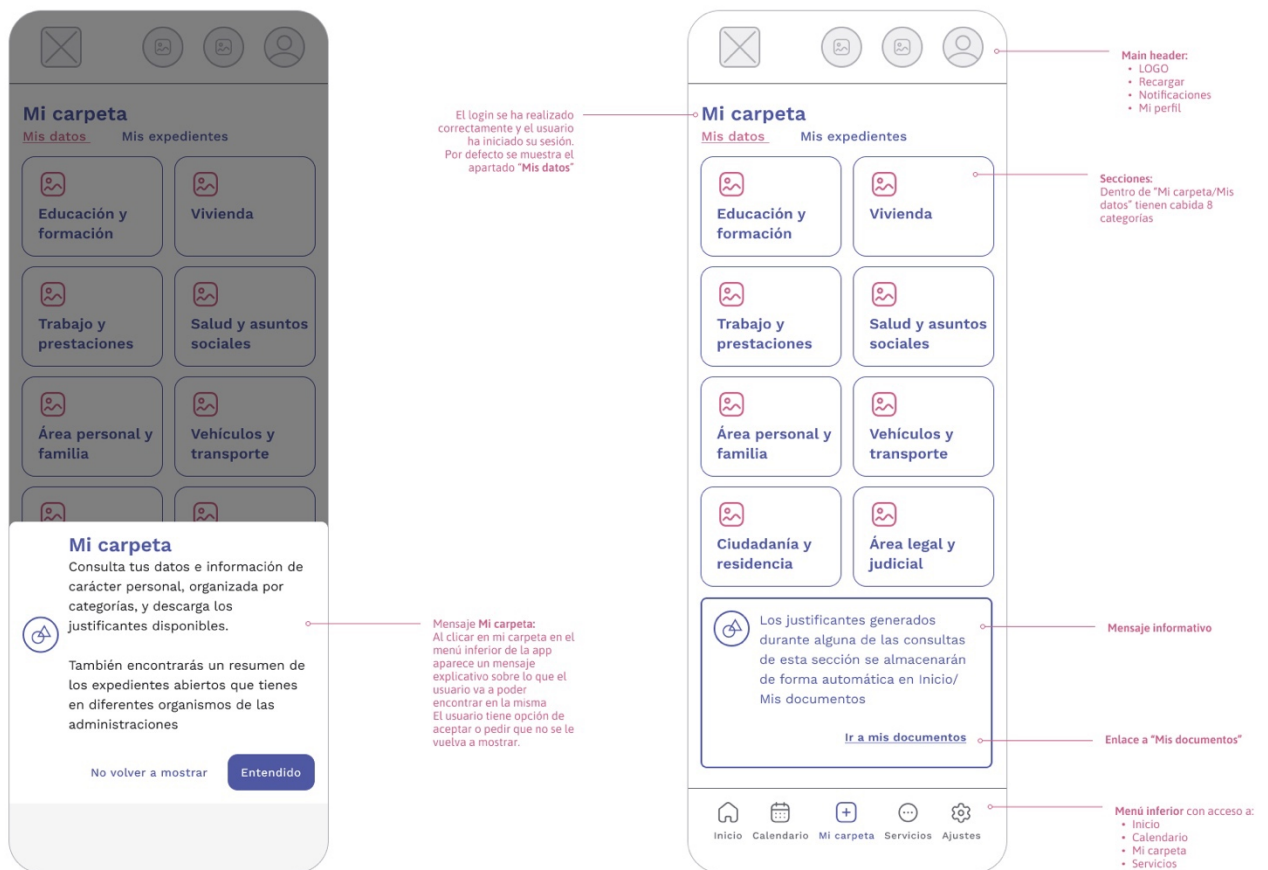 Mi carpeta
Mis datos
Mis expedientes
Educación y
formación
Vivienda
Trabajo y
prestaciones
Salud y asuntos
sociales
Área personal y
familia
Vehículos y
transporte
Mi carpeta
Consulta tus datos e información de
carácter personal, organizada por
categorías, y descarga los
justificantes disponibles.
También encontrarás un resumen de
los expedientes abiertos que tienes
en diferentes organismos de las
administraciones
No volver a mostrar
Entendido
El login se ha realizado
correctamente y el usuario
ha iniciado su sesión.
Por defecto se muestra el
apartado "Mis datos"
Mensaje Mi carpeta:
Al clicar en mi carpeta en el
menú inferior de la app
aparece un mensaje
explicativo sobre lo que el
usuario va a poder
encontrar en la misma
El usuario tiene opción de
aceptar o pedir que no se le
vuelva a mostrar.
Mi carpeta
Mis datos
Mis expedientes
Educación y
formación
Vivienda
Trabajo y
prestaciones
Salud y asuntos
sociales
Área personal y
familia
Vehículos y
transporte
Ciudadanía y
residencia
Área legal y
judicial
Los justificantes generados
durante alguna de las consultas
de esta sección se almacenarán
de forma automática en Inicio/
Mis documentos
Ir a mis documentos
Inicio
Calendario
Mi carpeta
Servicios
Ajustes
Main header:
• LOGO
• Recargar
• Notificaciones
• Mi perfil
Secciones:
Dentro de "Mi carpeta/Mis
datos" tienen cabida 8
categorías
Mensaje informativo
Enlace a "Mis documentos"
Menú inferior con acceso a:
• Inicio
• Calendario
• Mi carpeta
• Servicios